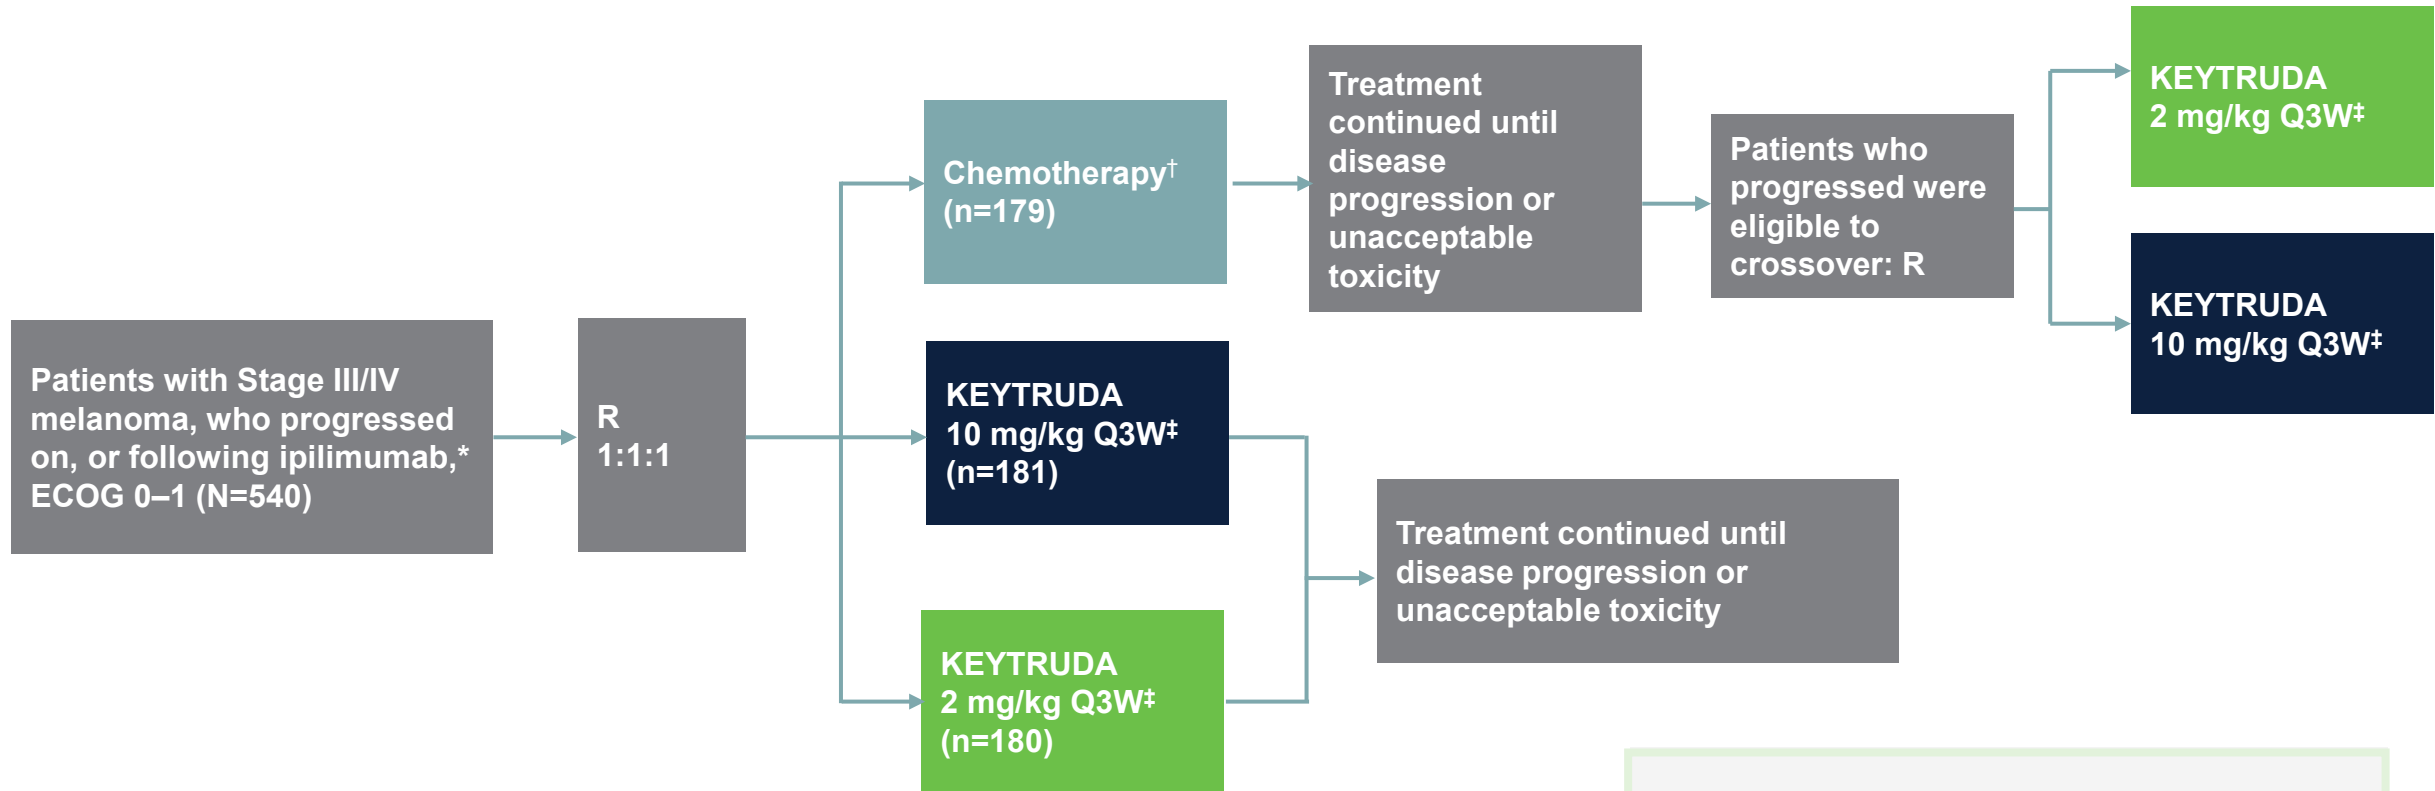 Patients with Stage III/IV
melanoma, who progressed
on, or following ipilimumab,*
ECOG 0–1 (N=540)
R
1:1:1
Chemotherapy†
(n=179)
Treatment
continued until
disease
progression or
unacceptable
toxicity
Patients who
progressed were
eligible to
crossover: R
KEYTRUDA
2 mg/kg Q3W‡
KEYTRUDA
10 mg/kg Q3W‡
KEYTRUDA
10 mg/kg Q3W‡
(n=181)
KEYTRUDA
2 mg/kg Q3W‡
(n=180)
Treatment continued until
disease progression or
unacceptable toxicity